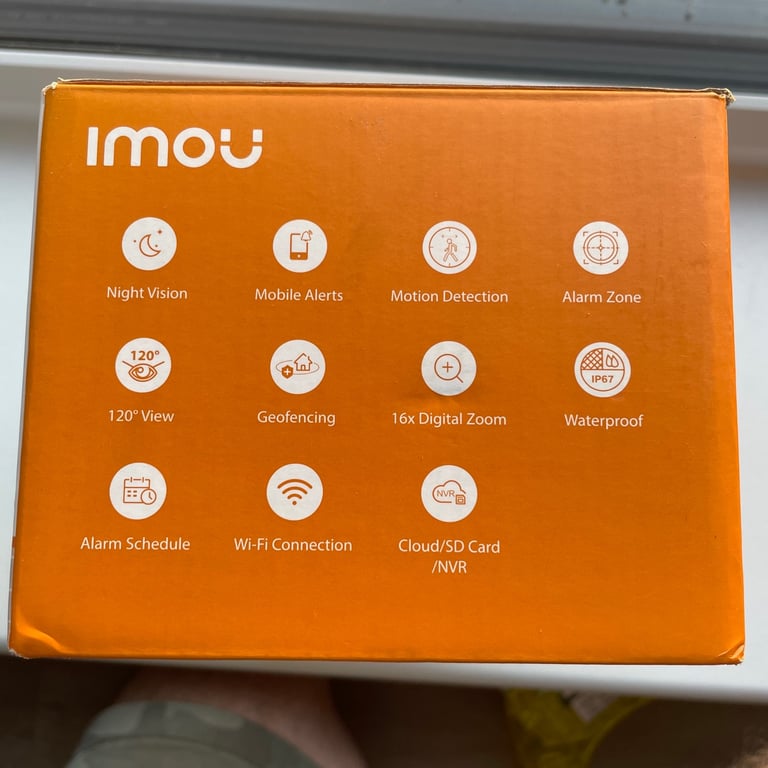 Imou
Night Vision
Mobile Alerts
Motion Detection
Alarm Zone
120°
IP67
120° View
Geofencing
16x Digital Zoom
Waterproof
NVR
Alarm Schedule
Wi-Fi Connection
Cloud/SD Card
/NVR